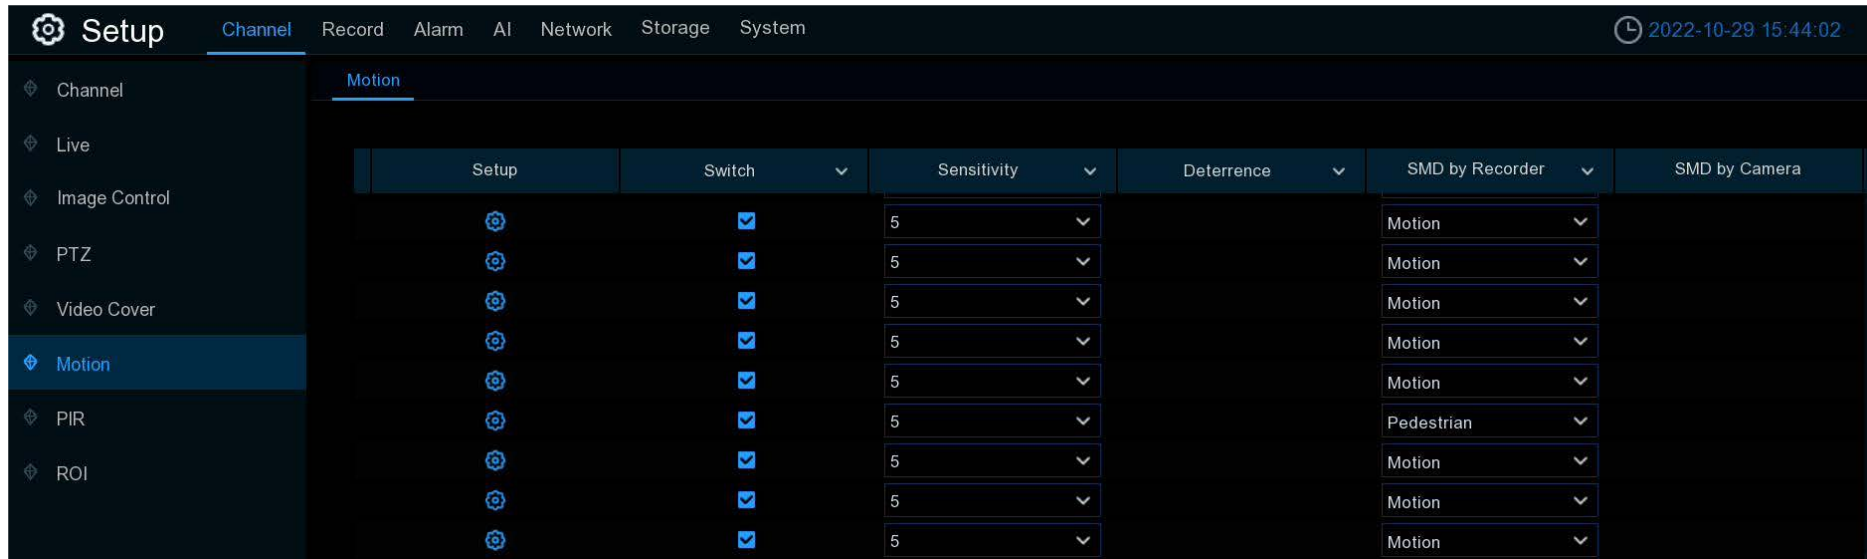 Setup Channel Record Alarm AI Network Storage System 2022-10-29 15:44:02
Channel
Live
Image Control
PTZ
Video Cover
Motion
PIR
ROI
Motion
Setup Switch Sensitivity Deterrence SMD by Recorder SMD by Camera
5 Motion
5 Motion
5 Motion
5 Motion
5 Motion
5 Pedestrian
5 Motion
5 Motion
5 Motion